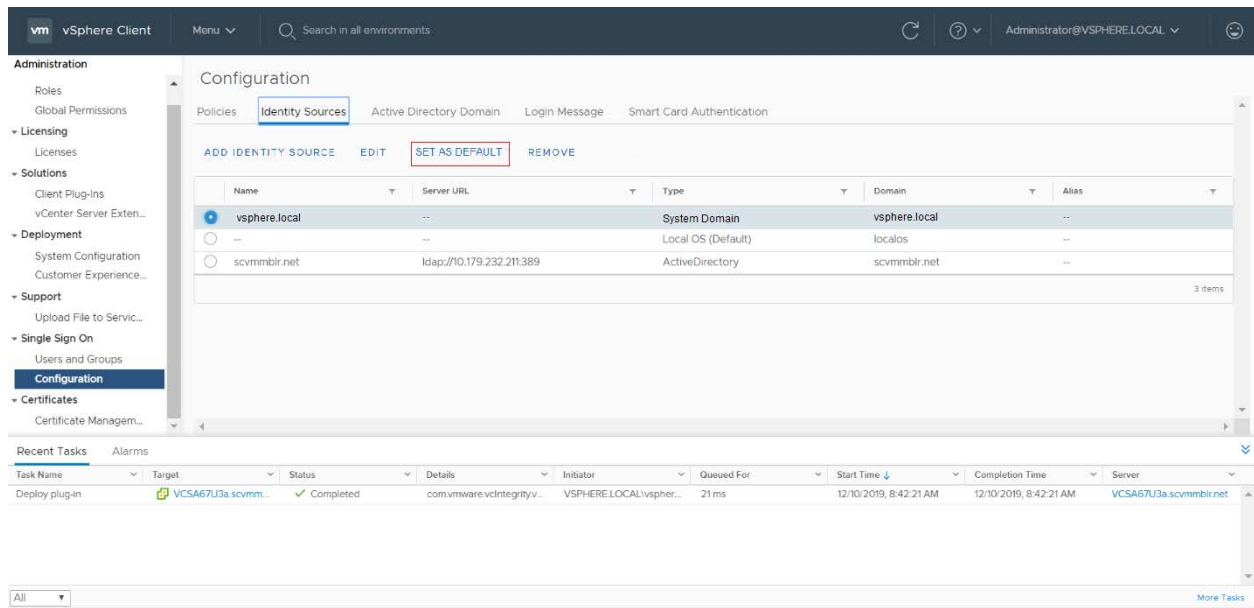 vm vSphere Client Menu Search in all environments Administrator@VSPHERE.LOCAL
Administration
Roles
Global Permissions
Licensing
Licenses
Solutions
Client Plug-Ins
vCenter Server Exten...
Deployment
System Configuration
Customer Experience...
Support
Upload File to Servic...
Single Sign On
Users and Groups
Configuration
Certificates
Certificate Managem...
Configuration
Policies Identity Sources Active Directory Domain Login Message Smart Card Authentication
ADD IDENTITY SOURCE EDIT SET AS DEFAULT REMOVE
Name Server URL Type Domain Alias
vsphere.local -- System Domain vsphere.local --
-- -- Local OS (Default) localos --
scvmmblr.net ldap://10.179.232.211:389 ActiveDirectory scvmmblr.net --
3 items
Recent Tasks Alarms
Task Name Target Status Details Initiator Queued For Start Time Completion Time Server
Deploy plug-in VCSA67U3a.scvmm... Completed com.vmware.vcIntegrity.v... VSPHERE.LOCAL\vspher... 21 ms 12/10/2019, 8:42:21 AM 12/10/2019, 8:42:21 AM VCSA67U3a.scvmmblr.net
All More Tasks